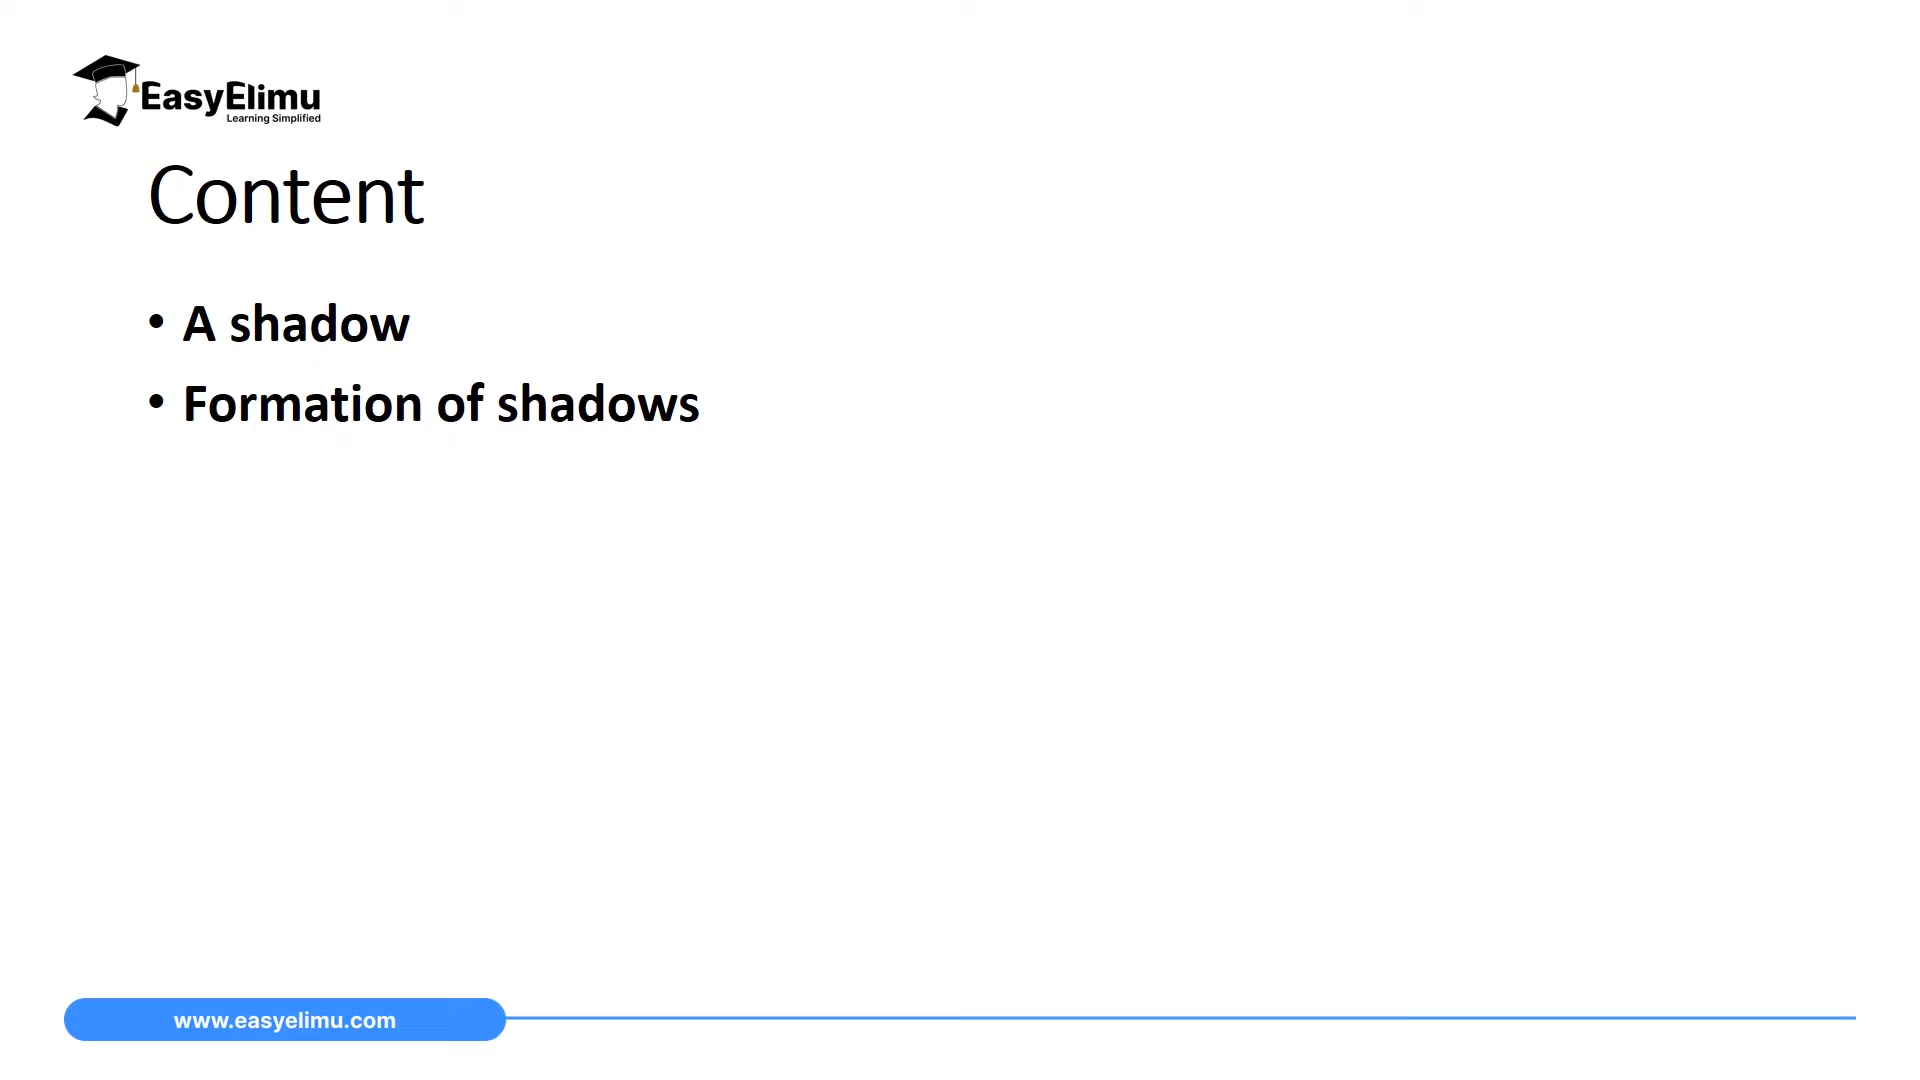 EasyElimu
Learning Simplified
Content
• A shadow
• Formation of shadows
www.easyelimu.com